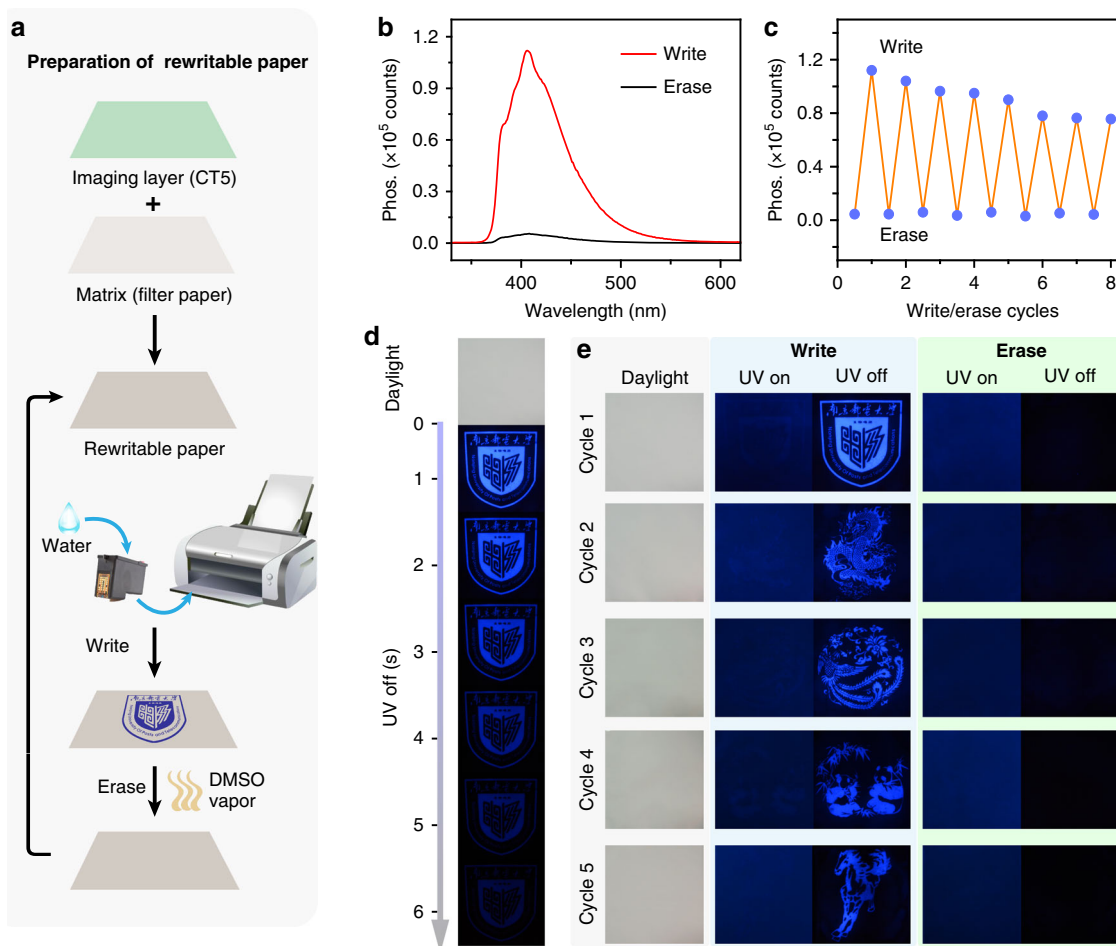 a
Preparation of rewritable paper
Imaging layer (CT5)
+
Matrix (filter paper)
Rewritable paper
Water
Write
Erase
DMSO
vapor
b
Phos. (×10⁵ counts)
1.2
0.9
0.6
0.3
0.0
Write
Erase
400
500
600
Wavelength (nm)
c
Phos. (×10⁵ counts)
1.2
0.8
0.4
0.0
Write
Erase
0
2
4
6
8
Write/erase cycles
d
Daylight
UV off (s)
0
1
2
3
4
5
6
e
Write
Erase
Daylight
UV on
UV off
UV on
UV off
Cycle 1
Cycle 2
Cycle 3
Cycle 4
Cycle 5